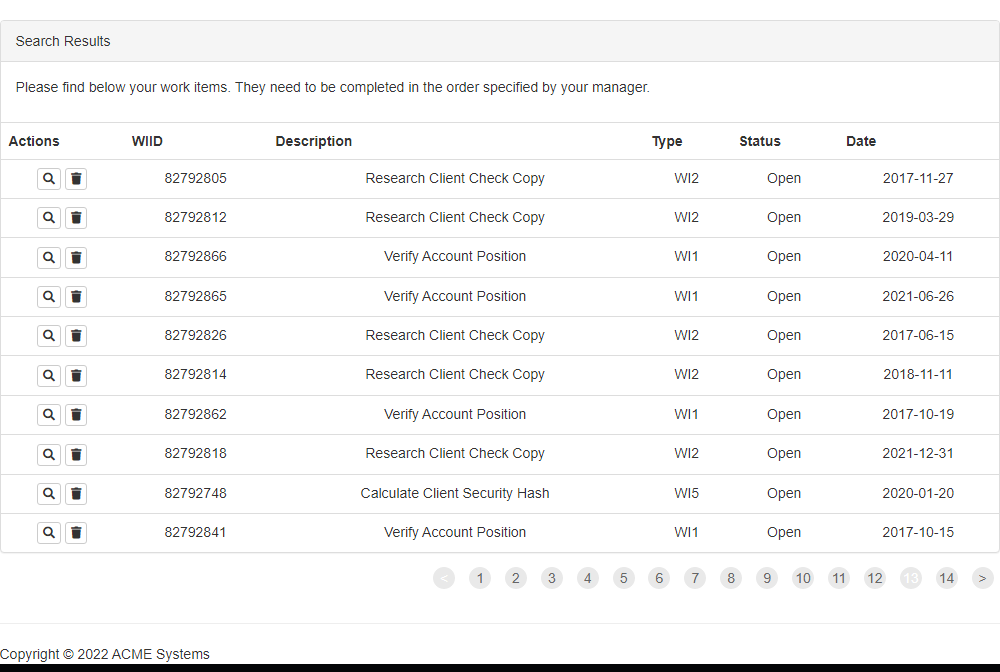 Search Results
Please find below your work items. They need to be completed in the order specified by your manager.
Actions WIID Description Type Status Date
82792805 Research Client Check Copy WI2 Open 2017-11-27
82792812 Research Client Check Copy WI2 Open 2019-03-29
82792866 Verify Account Position WI1 Open 2020-04-11
82792865 Verify Account Position WI1 Open 2021-06-26
82792826 Research Client Check Copy WI2 Open 2017-06-15
82792814 Research Client Check Copy WI2 Open 2018-11-11
82792862 Verify Account Position WI1 Open 2017-10-19
82792818 Research Client Check Copy WI2 Open 2021-12-31
82792748 Calculate Client Security Hash WI5 Open 2020-01-20
82792841 Verify Account Position WI1 Open 2017-10-15
< 1 2 3 4 5 6 7 8 9 10 11 12 13 14 >
Copyright © 2022 ACME Systems